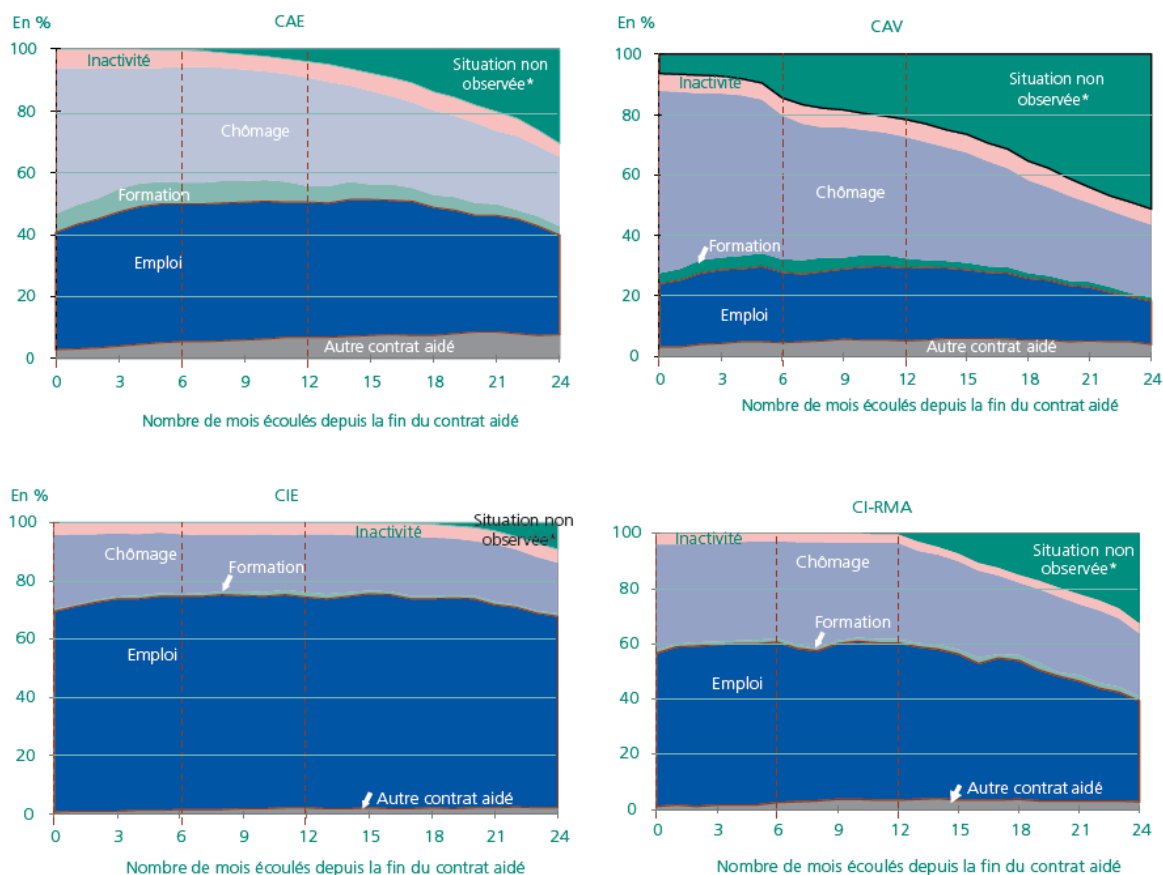 En %
CAE
100
80
60
40
20
0
Inactivité
Situation non
observée*
Chômage
Formation
Emploi
Autre contrat aidé
0 3 6 9 12 15 18 21 24
Nombre de mois écoulés depuis la fin du contrat aidé
En %
CAV
100
80
60
40
20
0
Inactivité
Situation non
observée*
Chômage
Formation
Emploi
Autre contrat aidé
0 3 6 9 12 15 18 21 24
Nombre de mois écoulés depuis la fin du contrat aidé
En %
CIE
100
80
60
40
20
0
Situation non
observée*
Inactivité
Chômage
Formation
Emploi
Autre contrat aidé
0 3 6 9 12 15 18 21 24
Nombre de mois écoulés depuis la fin du contrat aidé
CI-RMA
100
80
60
40
20
0
Inactivité
Situation non
observée*
Chômage
Formation
Emploi
Autre contrat aidé
0 3 6 9 12 15 18 21 24
Nombre de mois écoulés depuis la fin du contrat aidé